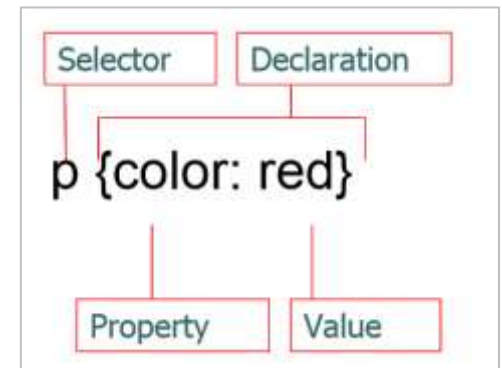 Selector Declaration
p {color: red}
Property Value